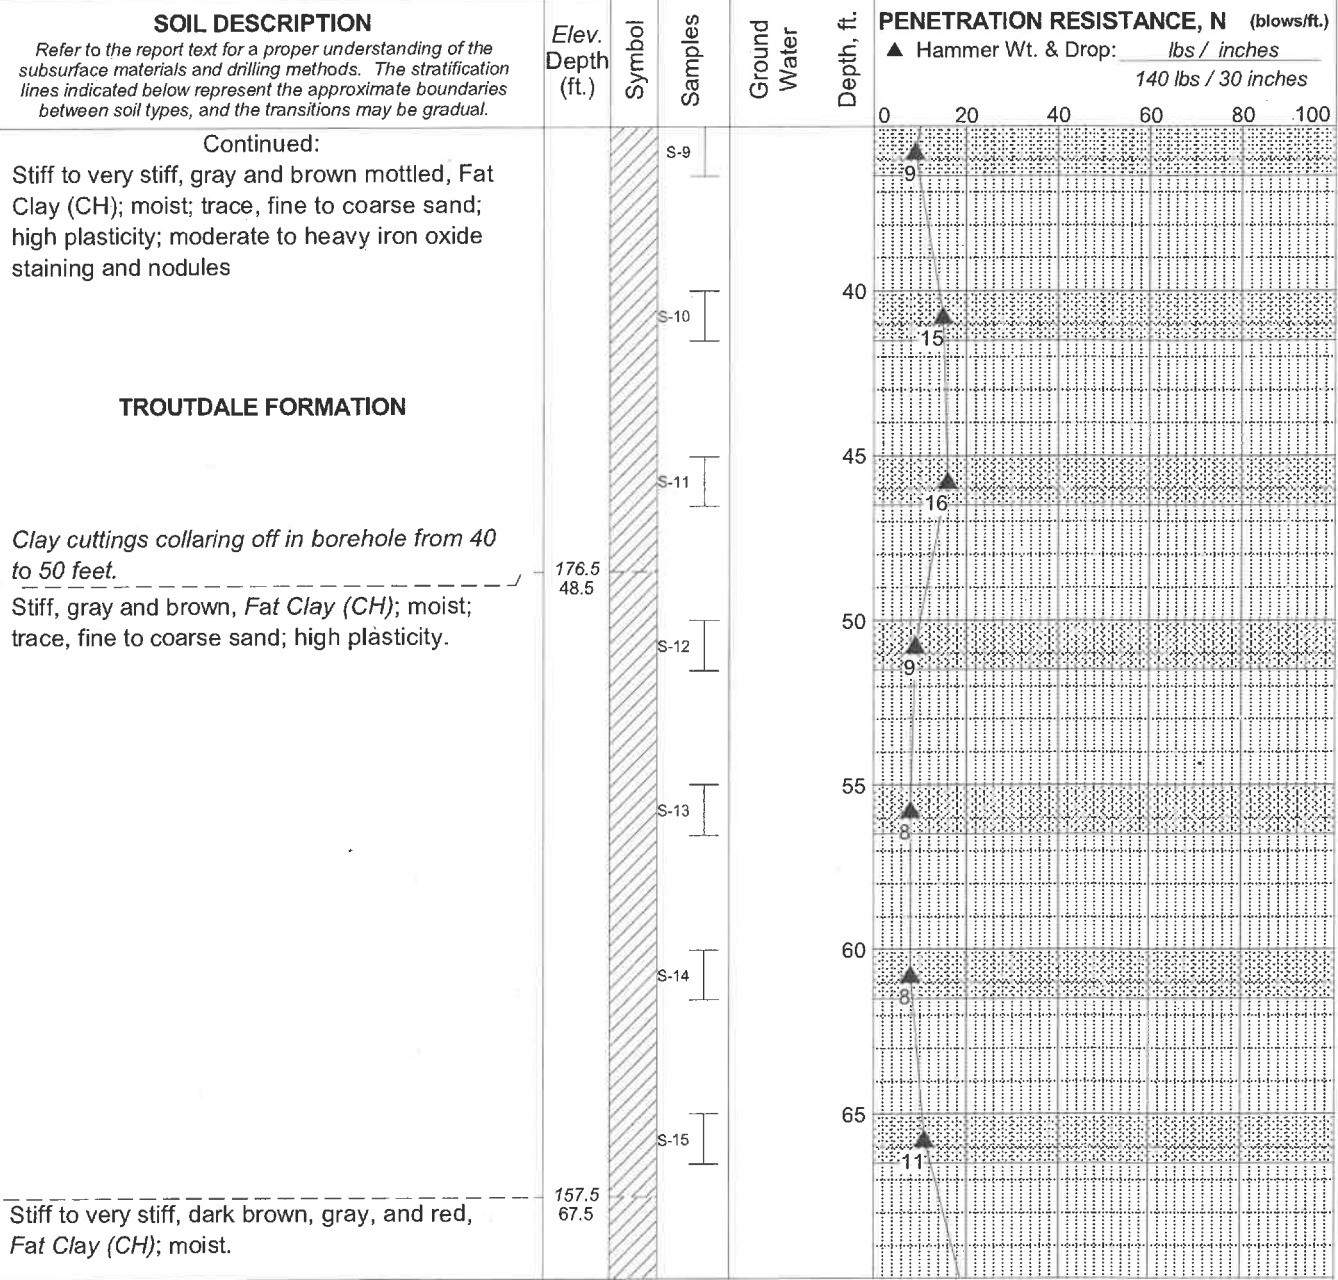 SOIL DESCRIPTION
Refer to the report text for a proper understanding of the
subsurface materials and drilling methods. The stratification
lines indicated below represent the approximate boundaries
between soil types, and the transitions may be gradual.
Elev.
Depth
(ft.)
Symbol
Samples
Ground
Water
Depth, ft.
PENETRATION RESISTANCE, N (blows/ft.)
▲ Hammer Wt. & Drop: lbs / inches
140 lbs / 30 inches
0 20 40 60 80 100
Continued:
Stiff to very stiff, gray and brown mottled, Fat
Clay (CH); moist; trace, fine to coarse sand;
high plasticity; moderate to heavy iron oxide
staining and nodules
S-9
9
40
S-10
15
TROUTDALE FORMATION
45
S-11
16
Clay cuttings collaring off in borehole from 40
to 50 feet.
176.5
48.5
Stiff, gray and brown, Fat Clay (CH); moist;
trace, fine to coarse sand; high plasticity.
50
S-12
9
55
S-13
8
60
S-14
8
65
S-15
11
157.5
67.5
Stiff to very stiff, dark brown, gray, and red,
Fat Clay (CH); moist.